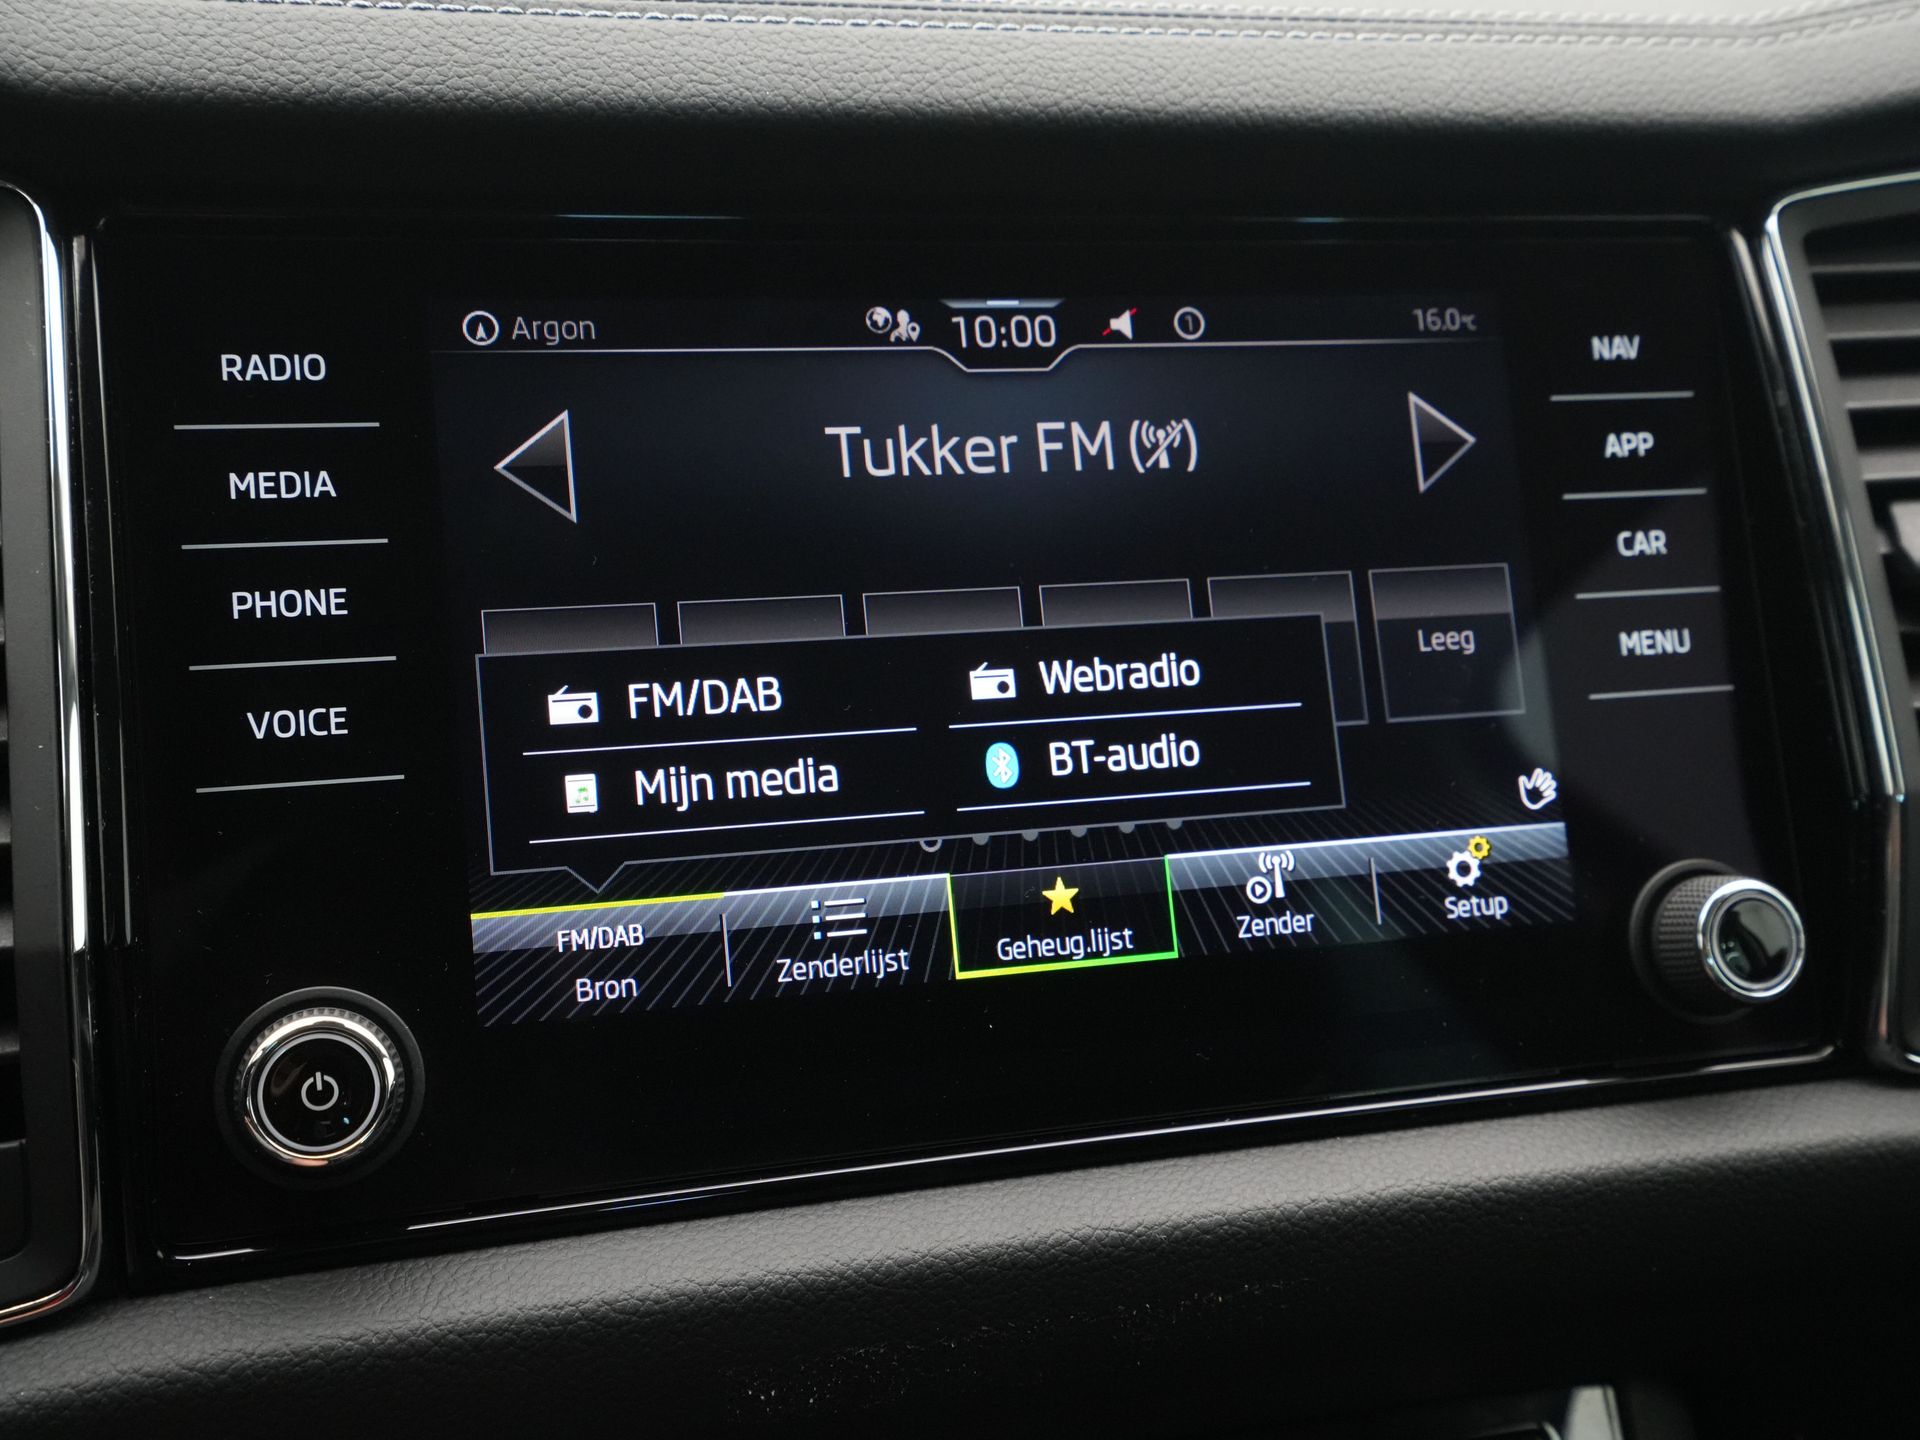 Argon
10:00
1
16.0°C
RADIO
MEDIA
PHONE
VOICE
NAV
APP
CAR
MENU
Tukker FM
Leeg
FM/DAB
Webradio
Mijn media
BT-audio
FM/DAB
Bron
Zenderlijst
Geheug.lijst
Zender
Setup